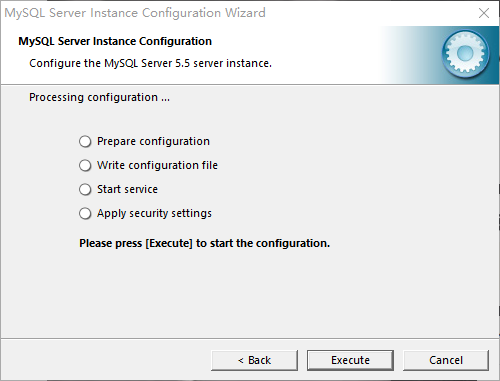 MySQL Server Instance Configuration Wizard
MySQL Server Instance Configuration
Configure the MySQL Server 5.5 server instance.
Processing configuration ...
Prepare configuration
Write configuration file
Start service
Apply security settings
Please press [Execute] to start the configuration.
< Back
Execute
Cancel